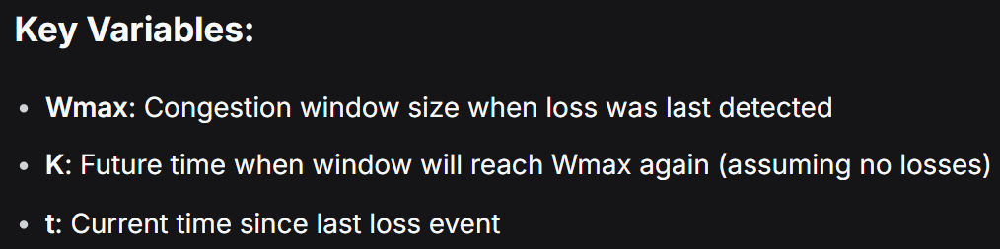 Key Variables:
• Wmax: Congestion window size when loss was last detected
• K: Future time when window will reach Wmax again (assuming no losses)
• t: Current time since last loss event